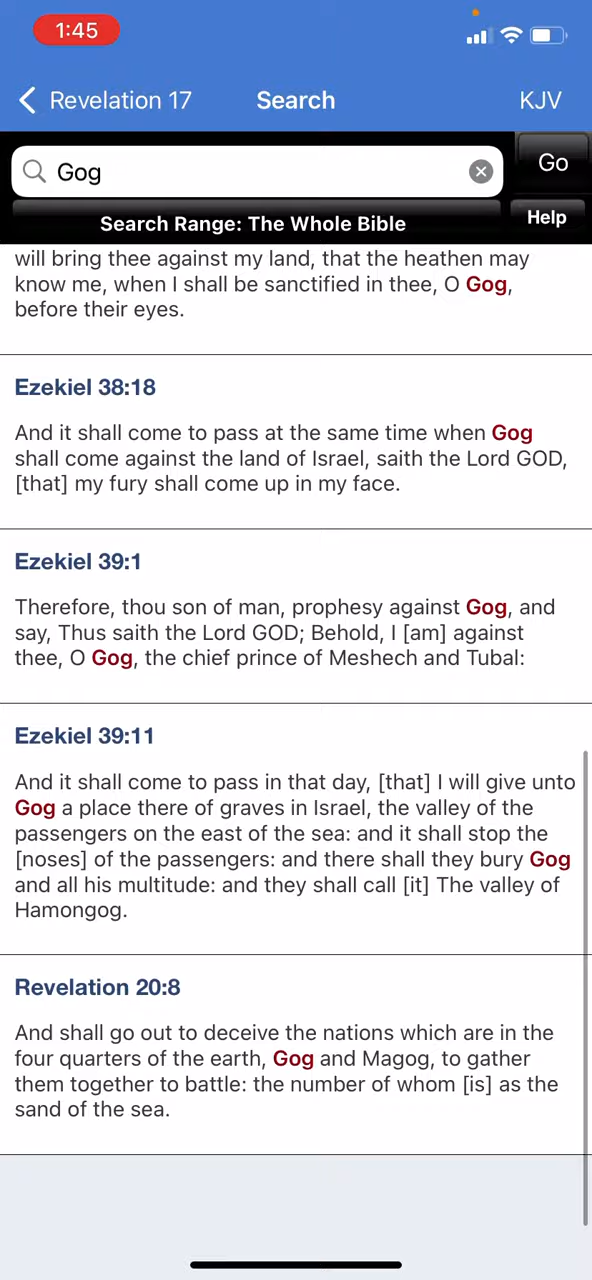 1:45
Revelation 17
Search
KJV
Gog
Go
Search Range: The Whole Bible
Help
will bring thee against my land, that the heathen may
know me, when I shall be sanctified in thee, O Gog,
before their eyes.
Ezekiel 38:18
And it shall come to pass at the same time when Gog
shall come against the land of Israel, saith the Lord GOD,
[that] my fury shall come up in my face.
Ezekiel 39:1
Therefore, thou son of man, prophesy against Gog, and
say, Thus saith the Lord GOD; Behold, I [am] against
thee, O Gog, the chief prince of Meshech and Tubal:
Ezekiel 39:11
And it shall come to pass in that day, [that] I will give unto
Gog a place there of graves in Israel, the valley of the
passengers on the east of the sea: and it shall stop the
[noses] of the passengers: and there shall they bury Gog
and all his multitude: and they shall call [it] The valley of
Hamongog.
Revelation 20:8
And shall go out to deceive the nations which are in the
four quarters of the earth, Gog and Magog, to gather
them together to battle: the number of whom [is] as the
sand of the sea.